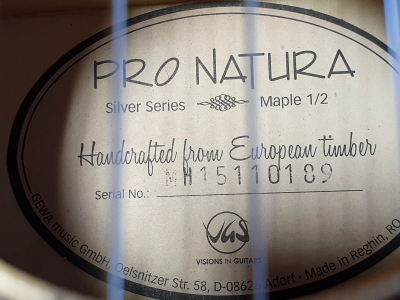 PRO NATURA
Silver Series Maple 1/2
Handcrafted from European timber
Serial No.: MH15110189
VGS
VISIONS IN GUITARS
GEWA music GmbH, Oelsnitzer Str. 58, D-08626 Adorf · Made in Reghin, RO